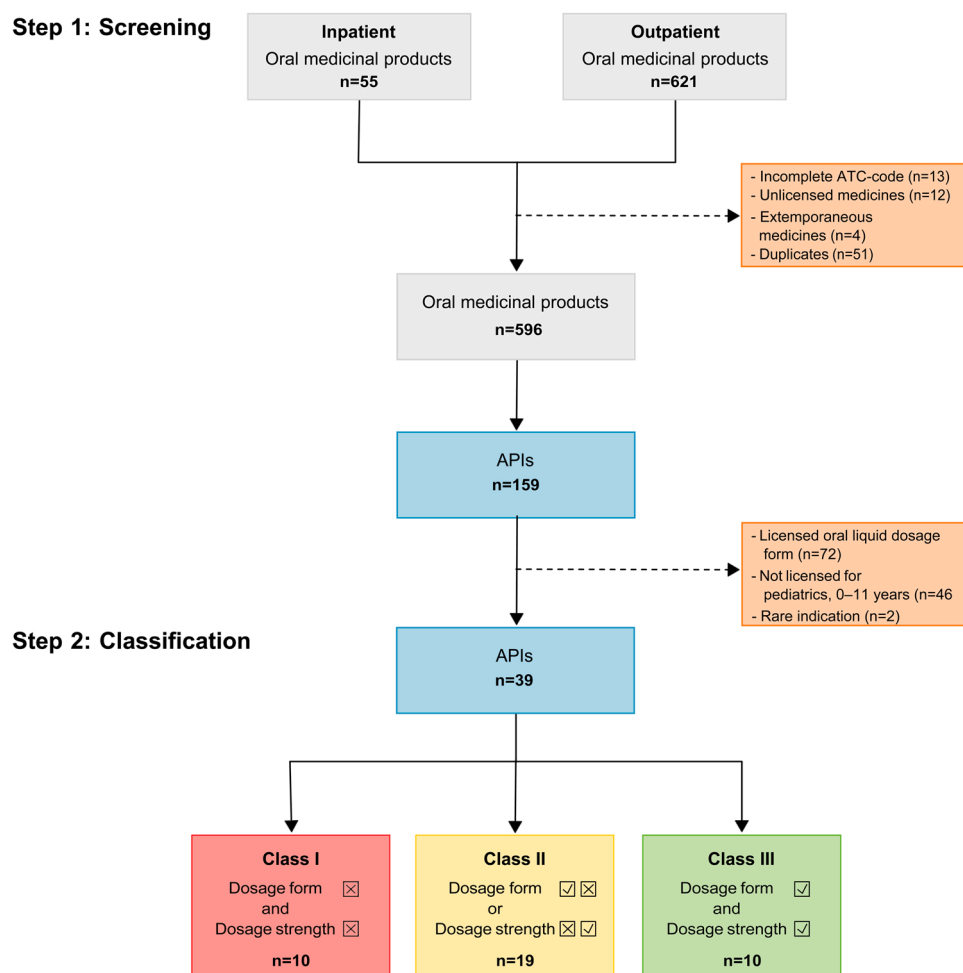 Step 1: Screening
Inpatient
Oral medicinal products
n=55
Outpatient
Oral medicinal products
n=621
- Incomplete ATC-code (n=13)
- Unlicensed medicines (n=12)
- Extemporaneous
medicines (n=4)
- Duplicates (n=51)
Oral medicinal products
n=596
APIs
n=159
- Licensed oral liquid dosage
form (n=72)
- Not licensed for
pediatrics, 0–11 years (n=46
- Rare indication (n=2)
Step 2: Classification
APIs
n=39
Class I
Dosage form ☒
and
Dosage strength ☒
n=10
Class II
Dosage form ☑ ☒
or
Dosage strength ☒ ☑
n=19
Class III
Dosage form ☑
and
Dosage strength ☑
n=10